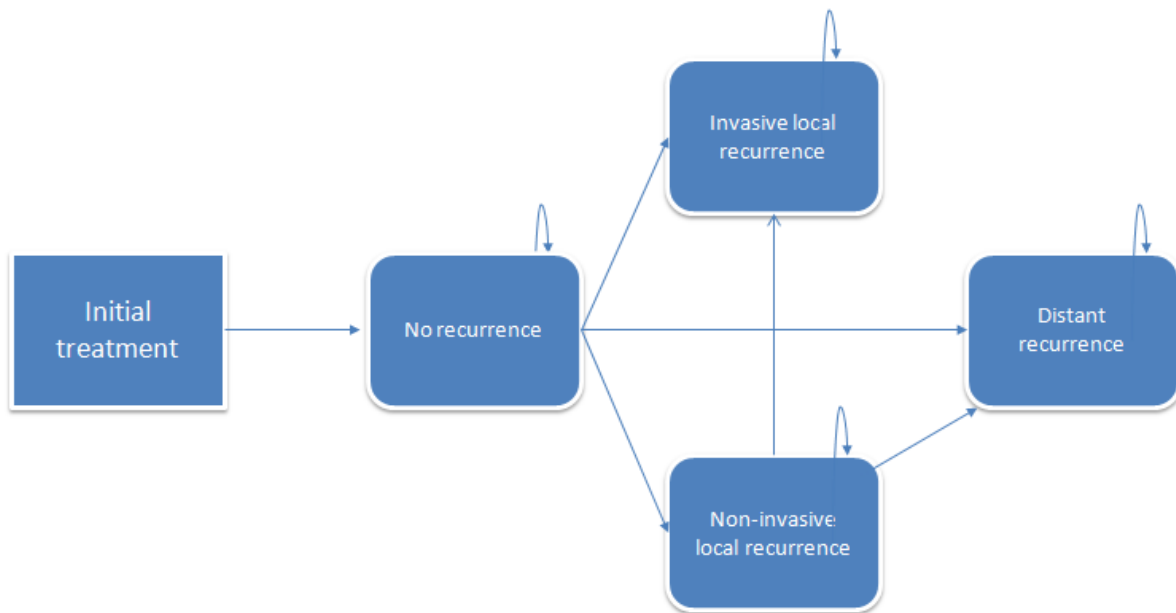 Initial
treatment
No recurrence
Invasive local
recurrence
Distant
recurrence
Non-invasive
local recurrence